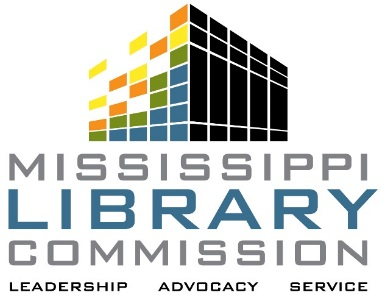 MISSISSIPPI
LIBRARY
COMMISSION
LEADERSHIP ADVOCACY SERVICE